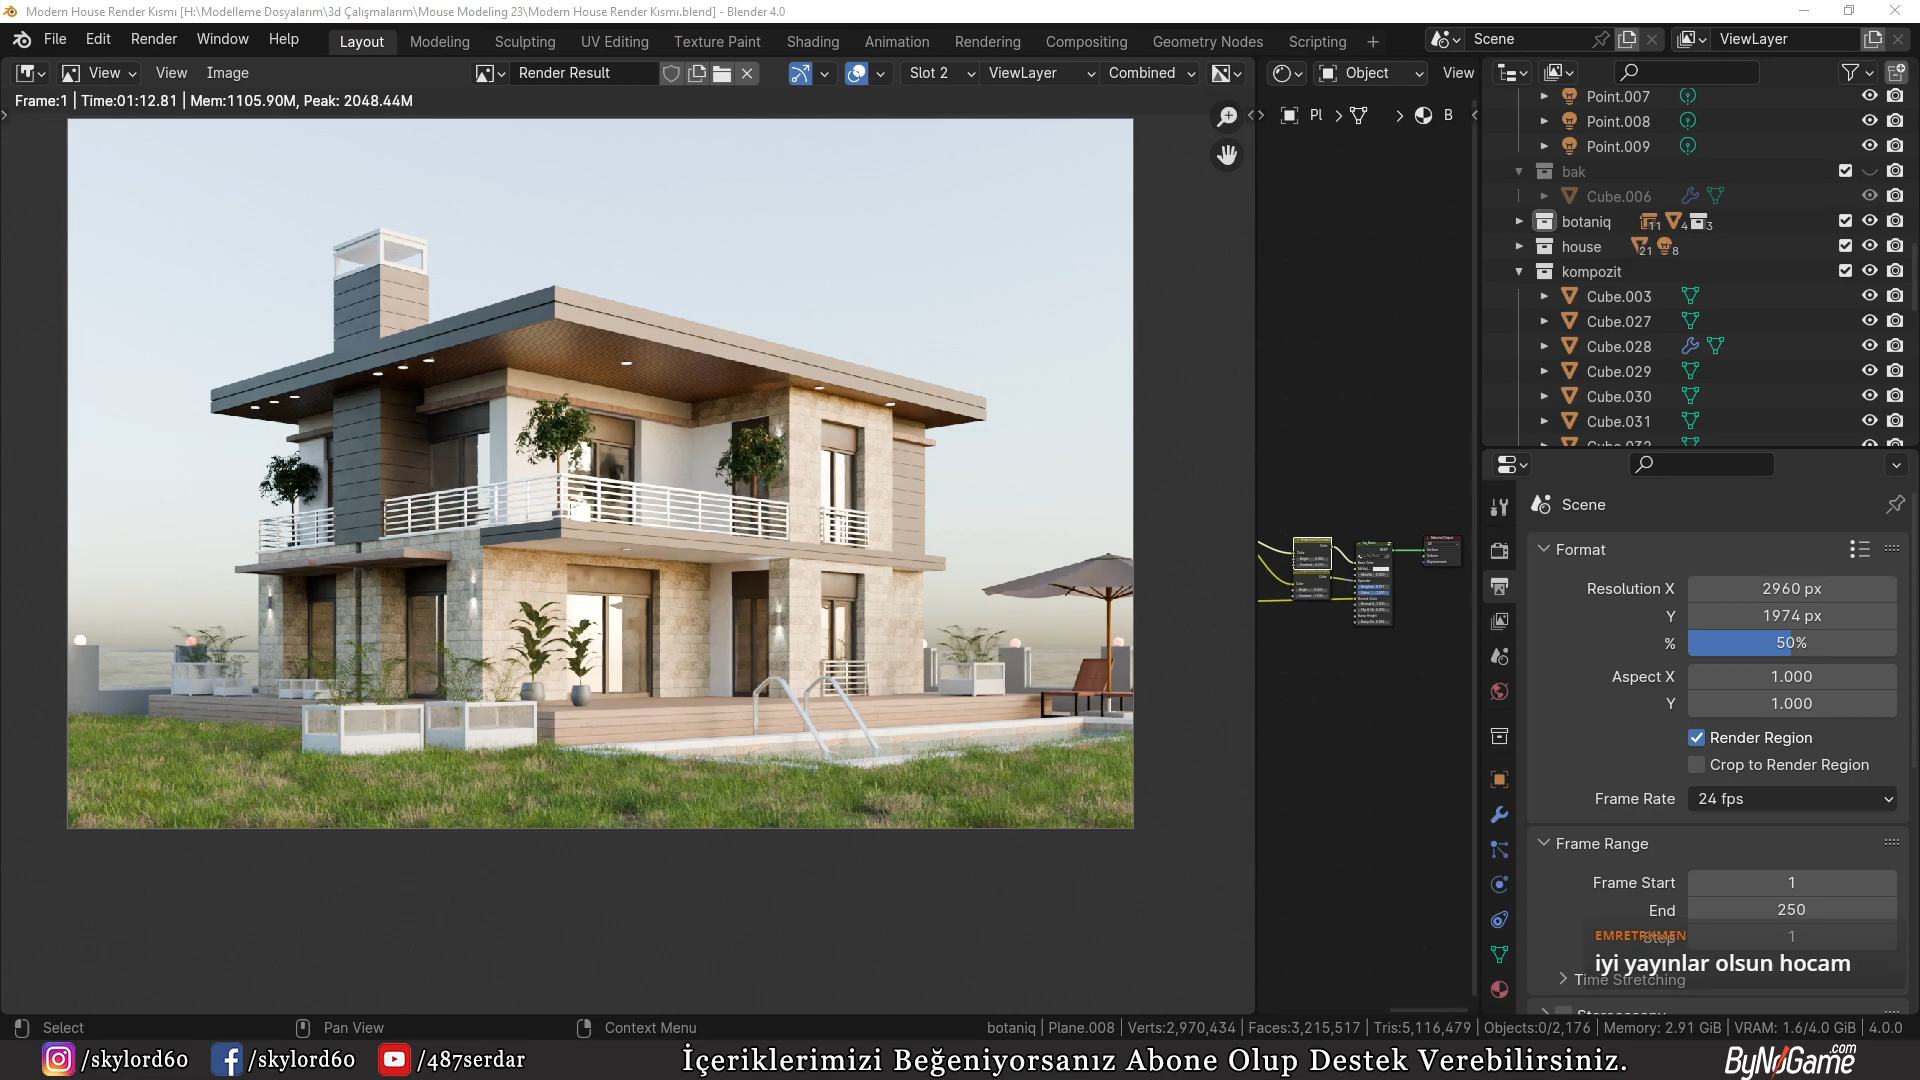 Modern House Render Kısmı [H:\Modelleme Dosyalarım\3d Çalışmalarım\Mouse Modeling 23\Modern House Render Kısmı.blend] - Blender 4.0
File Edit Render Window Help
Layout Modeling Sculpting UV Editing Texture Paint Shading Animation Rendering Compositing Geometry Nodes Scripting +
Scene
ViewLayer
View View Image
Render Result
Slot 2 ViewLayer Combined
Object View
Frame:1 | Time:01:12.81 | Mem:1105.90M, Peak: 2048.44M
Pl > > B
Point.007
Point.008
Point.009
bak
Cube.006
botaniq 11 4 3
house 21 8
kompozit
Cube.003
Cube.027
Cube.028
Cube.029
Cube.030
Cube.031
Scene
Format
Resolution X 2960 px
Y 1974 px
% 50%
Aspect X 1.000
Y 1.000
Render Region
Crop to Render Region
Frame Rate 24 fps
Frame Range
Frame Start 1
End 250
Step 1
iyi yayınlar olsun hocam
Time Stretching
Select
Pan View
Context Menu
botaniq | Plane.008 | Verts:2,970,434 | Faces:3,215,517 | Tris:5,116,479 | Objects:0/2,176 | Memory: 2.91 GiB | VRAM: 1.6/4.0 GiB | 4.0.0
/skylord60 /skylord60 /487serdar
İçeriklerimizi Beğeniyorsanız Abone Olup Destek Verebilirsiniz.
ByNoGame.com